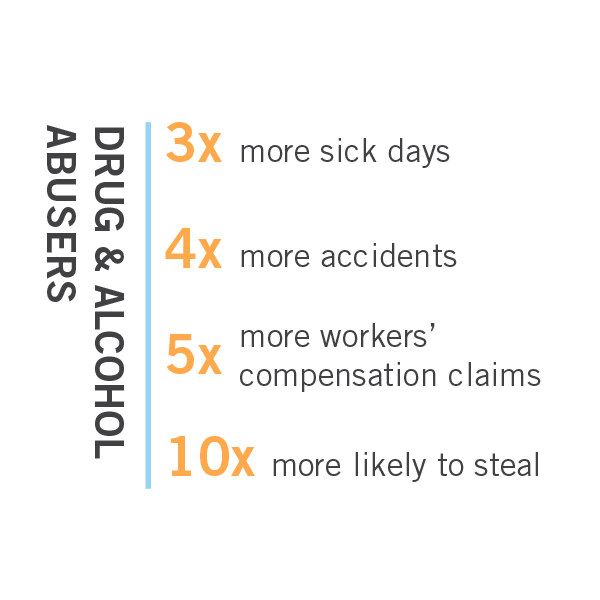 DRUG & ALCOHOL
ABUSERS
3x more sick days
4x more accidents
5x more workers’
compensation claims
10x more likely to steal